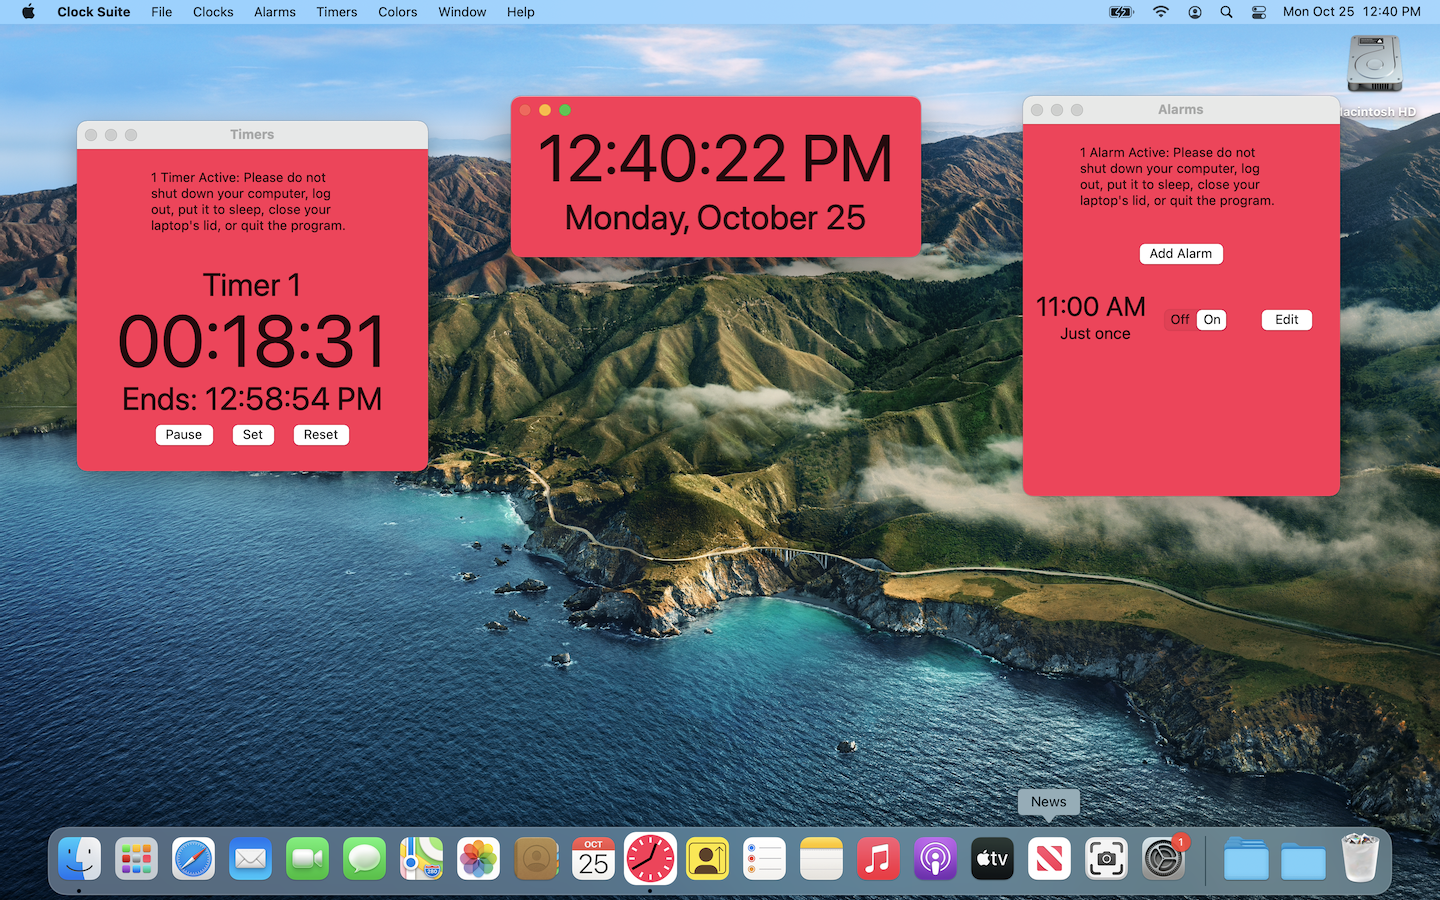 Clock Suite File Clocks Alarms Timers Colors Window Help Mon Oct 25 12:40 PM
acintosh HD
Timers
1 Timer Active: Please do not
shut down your computer, log
out, put it to sleep, close your
laptop's lid, or quit the program.
Timer 1
00:18:31
Ends: 12:58:54 PM
Pause Set Reset
12:40:22 PM
Monday, October 25
Alarms
1 Alarm Active: Please do not
shut down your computer, log
out, put it to sleep, close your
laptop's lid, or quit the program.
Add Alarm
11:00 AM
Just once
Off On
Edit
News
OCT
25
280
tv
1